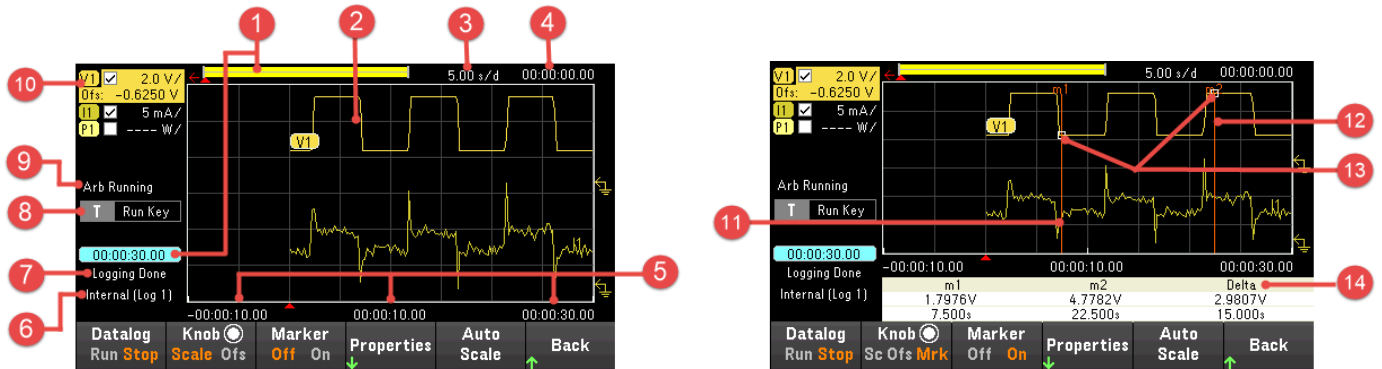 1
2
3
4
10
V1 2.0 V/
5.00 s/d 00:00:00.00
Ofs: -0.6250 V
I1 5 mA/
P1 ---- W/
V1
9
Arb Running
8
T Run Key
I1
00:00:30.00
7
Logging Done
5
6
Internal (Log 1)
-00:00:10.00 00:00:10.00 00:00:30.00
Datalog Knob Marker Properties Auto Back
Run Stop Scale Ofs Off On Scale
V1 2.0 V/
5.00 s/d 00:00:00.00
Ofs: -0.6250 V
m1 m2
I1 5 mA/
P1 ---- W/
V1
12
13
Arb Running
T Run Key
11
I1
00:00:30.00
-00:00:10.00 00:00:10.00 00:00:30.00
Logging Done
m1 m2 Delta
14
Internal (Log 1)
1.7976V 4.7782V 2.9807V
7.500s 22.500s 15.000s
Datalog Knob Marker Properties Auto Back
Run Stop Sc Ofs Mrk Off On Scale